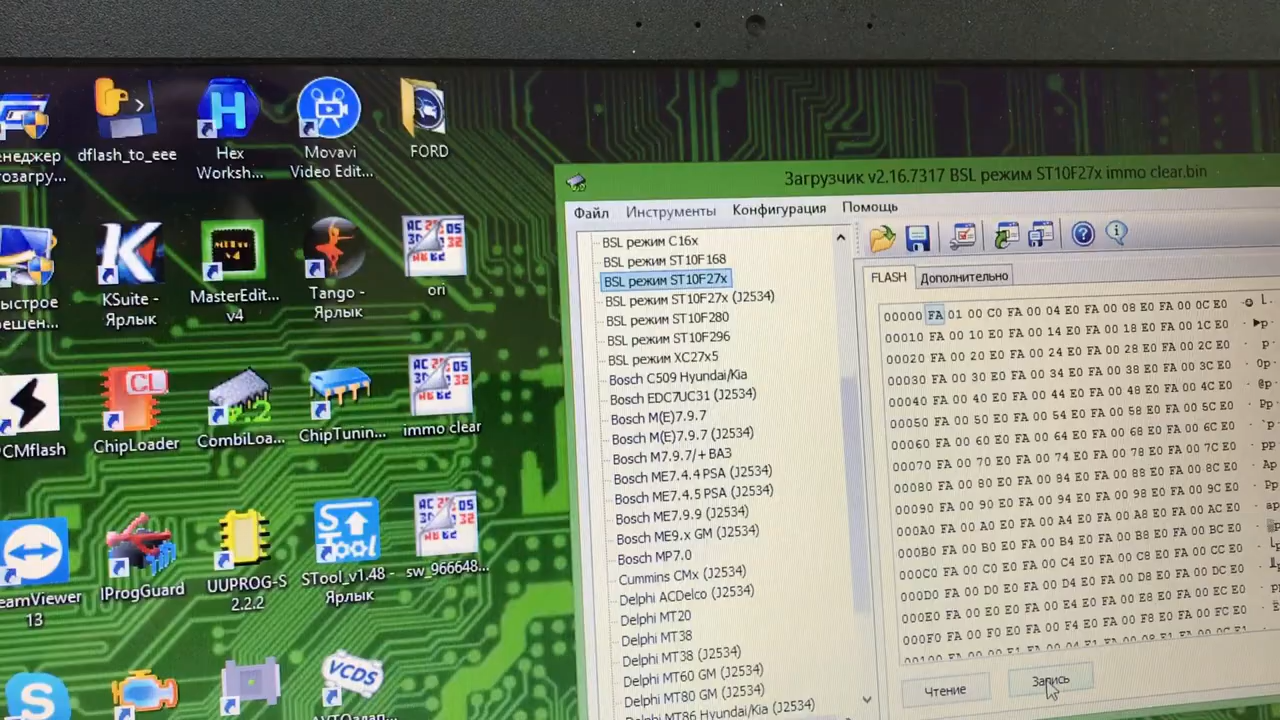 dflash_to_eee
Hex
Worksh...
Movavi
Video Edit...
FORD
KSuite -
Ярлык
MasterEdit...
v4
Tango -
Ярлык
ori
ChipLoader
CombiLoa...
ChipTunin...
immo clear
13
IProgGuard
UUPROG-S
2.2.2
STool_v1.48 -
Ярлык
sw_966648...
VCDS
Загрузчик v2.16.7317 BSL режим ST10F27x immo clear.bin
Файл Инструменты Конфигурация Помощь
BSL режим C16x
BSL режим ST10F168
BSL режим ST10F27x
BSL режим ST10F27x (J2534)
BSL режим ST10F280
BSL режим ST10F296
BSL режим XC27x5
Bosch C509 Hyundai/Kia
Bosch EDC7UC31 (J2534)
Bosch M(E)7.9.7
Bosch M(E)7.9.7 (J2534)
Bosch M7.9.7/+ ВАЗ
Bosch ME7.4.4 PSA (J2534)
Bosch ME7.4.5 PSA (J2534)
Bosch ME7.9.9 (J2534)
Bosch ME9.x GM (J2534)
Bosch MP7.0
Cummins CMx (J2534)
Delphi ACDelco (J2534)
Delphi MT20
Delphi MT38
Delphi MT38 (J2534)
Delphi MT60 GM (J2534)
Delphi MT80 GM (J2534)
Delphi MT86 Hyundai/Kia (J2534)
FLASH Дополнительно
00000 FA 01 00 C0 FA 00 04 E0 FA 00 08 E0 FA 00 0C E0
00010 FA 00 10 E0 FA 00 14 E0 FA 00 18 E0 FA 00 1C E0
00020 FA 00 20 E0 FA 00 24 E0 FA 00 28 E0 FA 00 2C E0
00030 FA 00 30 E0 FA 00 34 E0 FA 00 38 E0 FA 00 3C E0
00040 FA 00 40 E0 FA 00 44 E0 FA 00 48 E0 FA 00 4C E0
00050 FA 00 50 E0 FA 00 54 E0 FA 00 58 E0 FA 00 5C E0
00060 FA 00 60 E0 FA 00 64 E0 FA 00 68 E0 FA 00 6C E0
00070 FA 00 70 E0 FA 00 74 E0 FA 00 78 E0 FA 00 7C E0
00080 FA 00 80 E0 FA 00 84 E0 FA 00 88 E0 FA 00 8C E0
00090 FA 00 90 E0 FA 00 94 E0 FA 00 98 E0 FA 00 9C E0
000A0 FA 00 A0 E0 FA 00 A4 E0 FA 00 A8 E0 FA 00 AC E0
000B0 FA 00 B0 E0 FA 00 B4 E0 FA 00 B8 E0 FA 00 BC E0
000C0 FA 00 C0 E0 FA 00 C4 E0 FA 00 C8 E0 FA 00 CC E0
000D0 FA 00 D0 E0 FA 00 D4 E0 FA 00 D8 E0 FA 00 DC E0
000E0 FA 00 E0 E0 FA 00 E4 E0 FA 00 E8 E0 FA 00 EC E0
000F0 FA 00 F0 E0 FA 00 F4 E0 FA 00 F8 E0 FA 00 FC E0
Чтение Запись